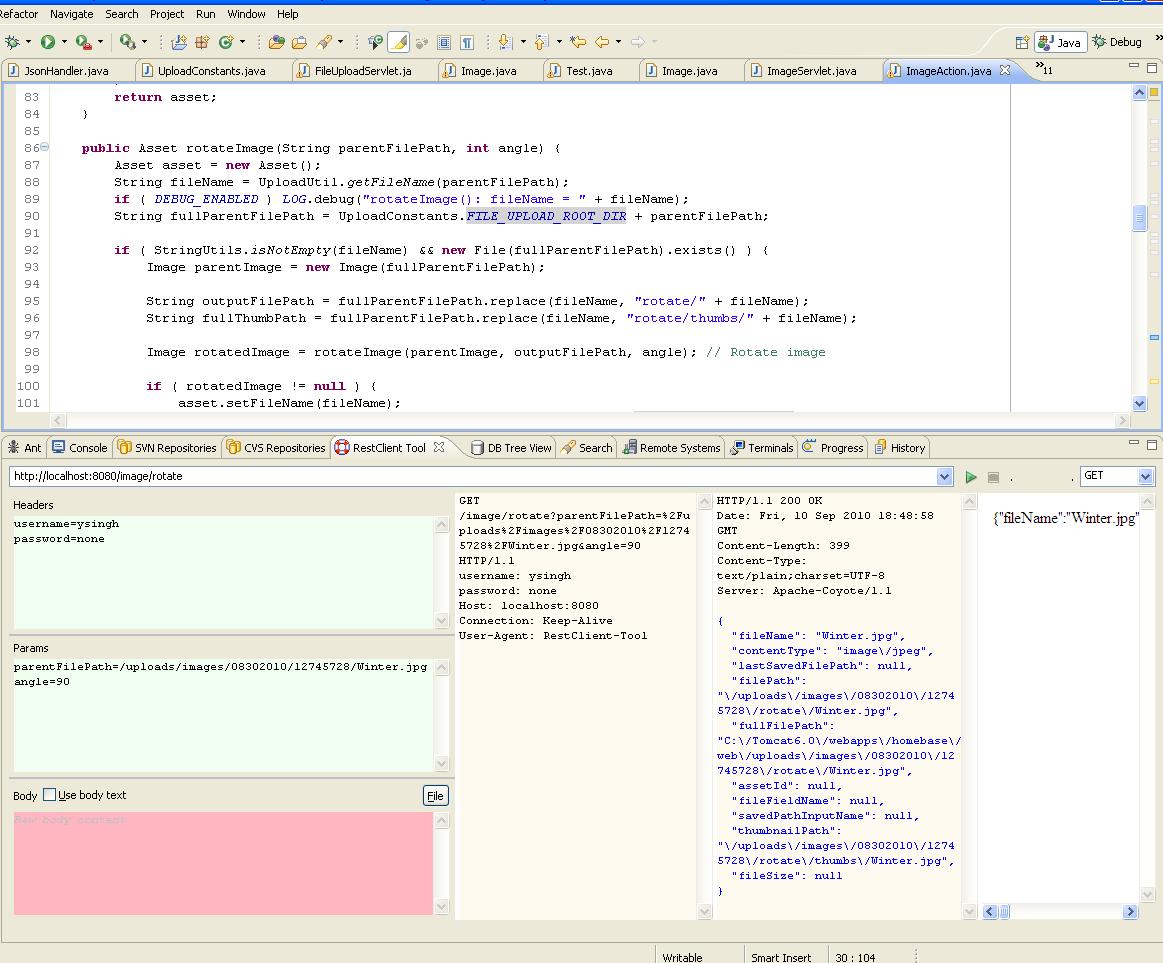 Refactor Navigate Search Project Run Window Help
Java Debug »
JsonHandler.java UploadConstants.java FileUploadServlet.ja Image.java Test.java Image.java ImageServlet.java ImageAction.java »11
83 return asset;
84 }
85
86 public Asset rotateImage(String parentFilePath, int angle) {
87 Asset asset = new Asset();
88 String fileName = UploadUtil.getFileName(parentFilePath);
89 if ( DEBUG_ENABLED ) LOG.debug("rotateImage(): fileName = " + fileName);
90 String fullParentFilePath = UploadConstants.FILE_UPLOAD_ROOT_DIR + parentFilePath;
91
92 if ( StringUtils.isNotEmpty(fileName) && new File(fullParentFilePath).exists() ) {
93 Image parentImage = new Image(fullParentFilePath);
94
95 String outputFilePath = fullParentFilePath.replace(fileName, "rotate/" + fileName);
96 String fullThumbPath = fullParentFilePath.replace(fileName, "rotate/thumbs/" + fileName);
97
98 Image rotatedImage = rotateImage(parentImage, outputFilePath, angle); // Rotate image
99
100 if ( rotatedImage != null ) {
101 asset.setFileName(fileName);
Ant Console SVN Repositories CVS Repositories RestClient Tool DB Tree View Search Remote Systems Terminals Progress History
http://localhost:8080/image/rotate . . GET
Headers
username=ysingh
password=none
Params
parentFilePath=/uploads/images/08302010/12745728/Winter.jpg
angle=90
Body Use body text File
Raw body content
GET
/image/rotate?parentFilePath=%2Fu
ploads%2Fimages%2F08302010%2F1274
5728%2FWinter.jpg&angle=90
HTTP/1.1
username: ysingh
password: none
Host: localhost:8080
Connection: Keep-Alive
User-Agent: RestClient-Tool
HTTP/1.1 200 OK
Date: Fri, 10 Sep 2010 18:48:58
GMT
Content-Length: 399
Content-Type:
text/plain;charset=UTF-8
Server: Apache-Coyote/1.1
{
"fileName": "Winter.jpg",
"contentType": "image\/jpeg",
"lastSavedFilePath": null,
"filePath":
"\/uploads\/images\/08302010\/1274
5728\/rotate\/Winter.jpg",
"fullFilePath":
"C:\/Tomcat6.0\/webapps\/homebase\/
web\/uploads\/images\/08302010\/12
745728\/rotate\/Winter.jpg",
"assetId": null,
"fileFieldName": null,
"savedPathInputName": null,
"thumbnailPath":
"\/uploads\/images\/08302010\/1274
5728\/rotate\/thumbs\/Winter.jpg",
"fileSize": null
}
{"fileName":"Winter.jpg"
Writable Smart Insert 30 : 104